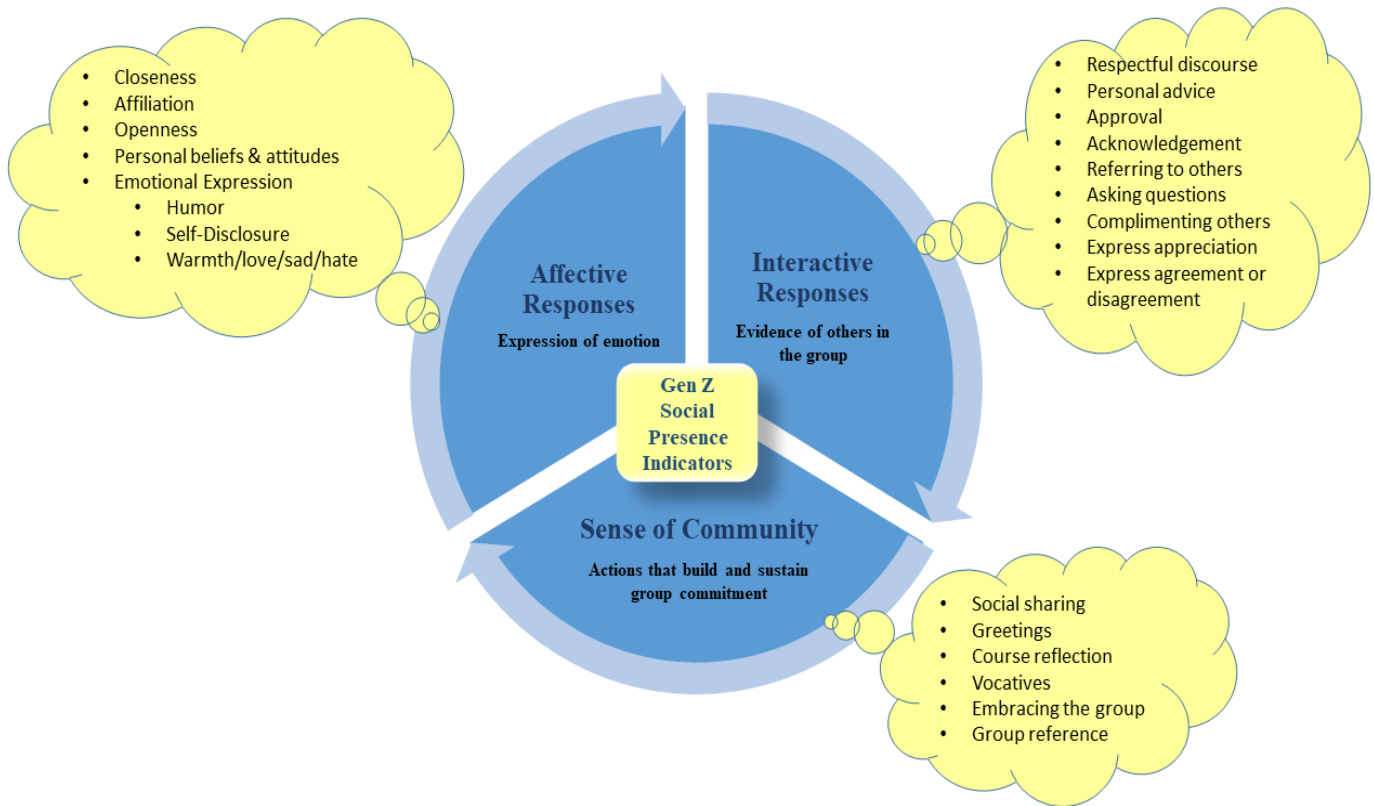 • Closeness
• Affiliation
• Openness
• Personal beliefs & attitudes
• Emotional Expression
• Humor
• Self-Disclosure
• Warmth/love/sad/hate
• Respectful discourse
• Personal advice
• Approval
• Acknowledgement
• Referring to others
• Asking questions
• Complimenting others
• Express appreciation
• Express agreement or
disagreement
Affective
Responses
Expression of emotion
Interactive
Responses
Evidence of others in
the group
Gen Z
Social
Presence
Indicators
Sense of Community
Actions that build and sustain
group commitment
• Social sharing
• Greetings
• Course reflection
• Vocatives
• Embracing the group
• Group reference